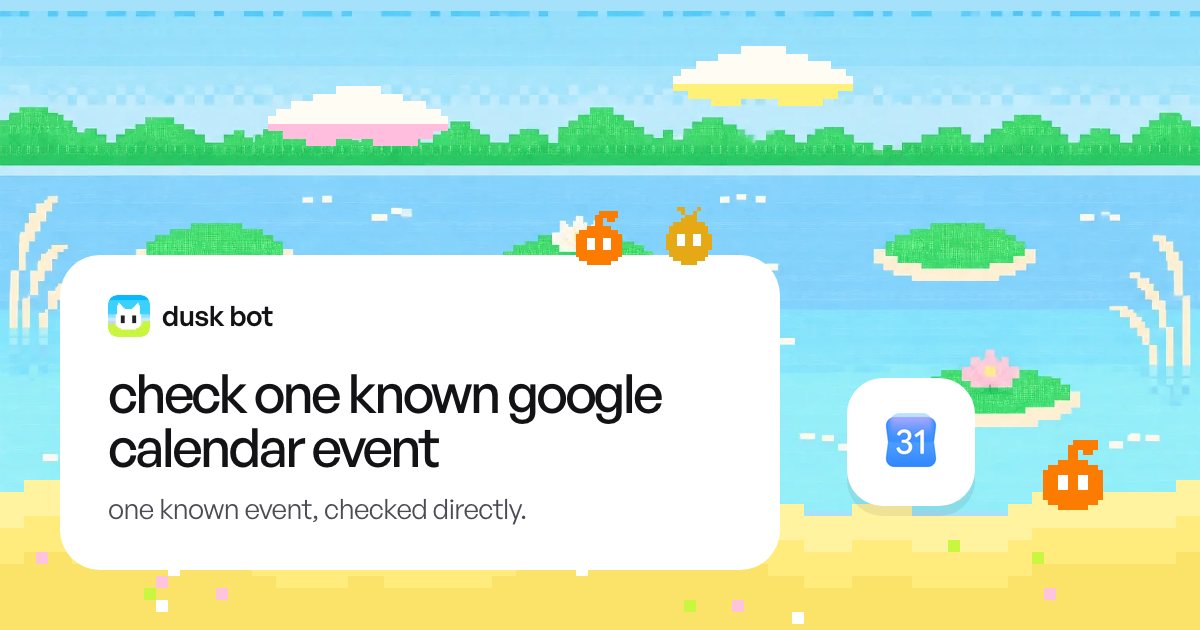 dusk bot
check one known google
calendar event
one known event, checked directly.
31